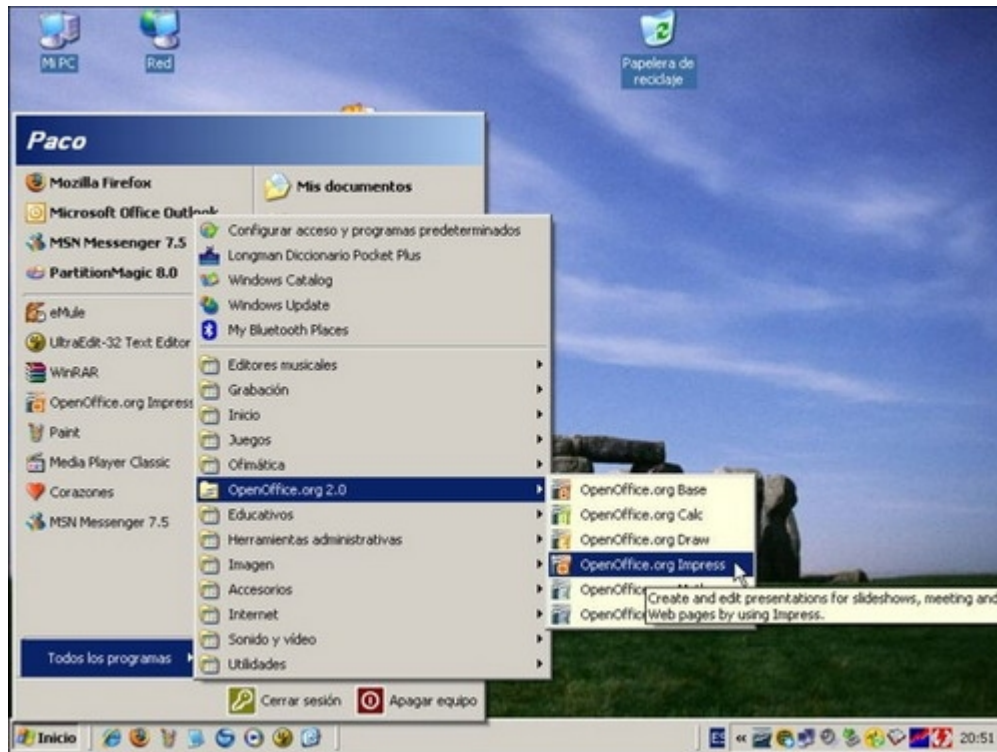 Mi PC
Red
Papelera de
reciclaje
Paco
Mozilla Firefox
Microsoft Office Outlook
MSN Messenger 7.5
PartitionMagic 8.0
eMule
UltraEdit-32 Text Editor
WinRAR
OpenOffice.org Impress
Paint
Media Player Classic
Corazones
MSN Messenger 7.5
Todos los programas
Mis documentos
Configurar acceso y programas predeterminados
Longman Diccionario Pocket Plus
Windows Catalog
Windows Update
My Bluetooth Places
Editores musicales
Grabación
Inicio
Juegos
Ofimática
OpenOffice.org 2.0
Educativos
Herramientas administrativas
Imagen
Accesorios
Internet
Sonido y vídeo
Utilidades
OpenOffice.org Base
OpenOffice.org Calc
OpenOffice.org Draw
OpenOffice.org Impress
Create and edit presentations for slideshows, meeting and
Web pages by using Impress.
Cerrar sesión
Apagar equipo
Inicio
ES
20:51